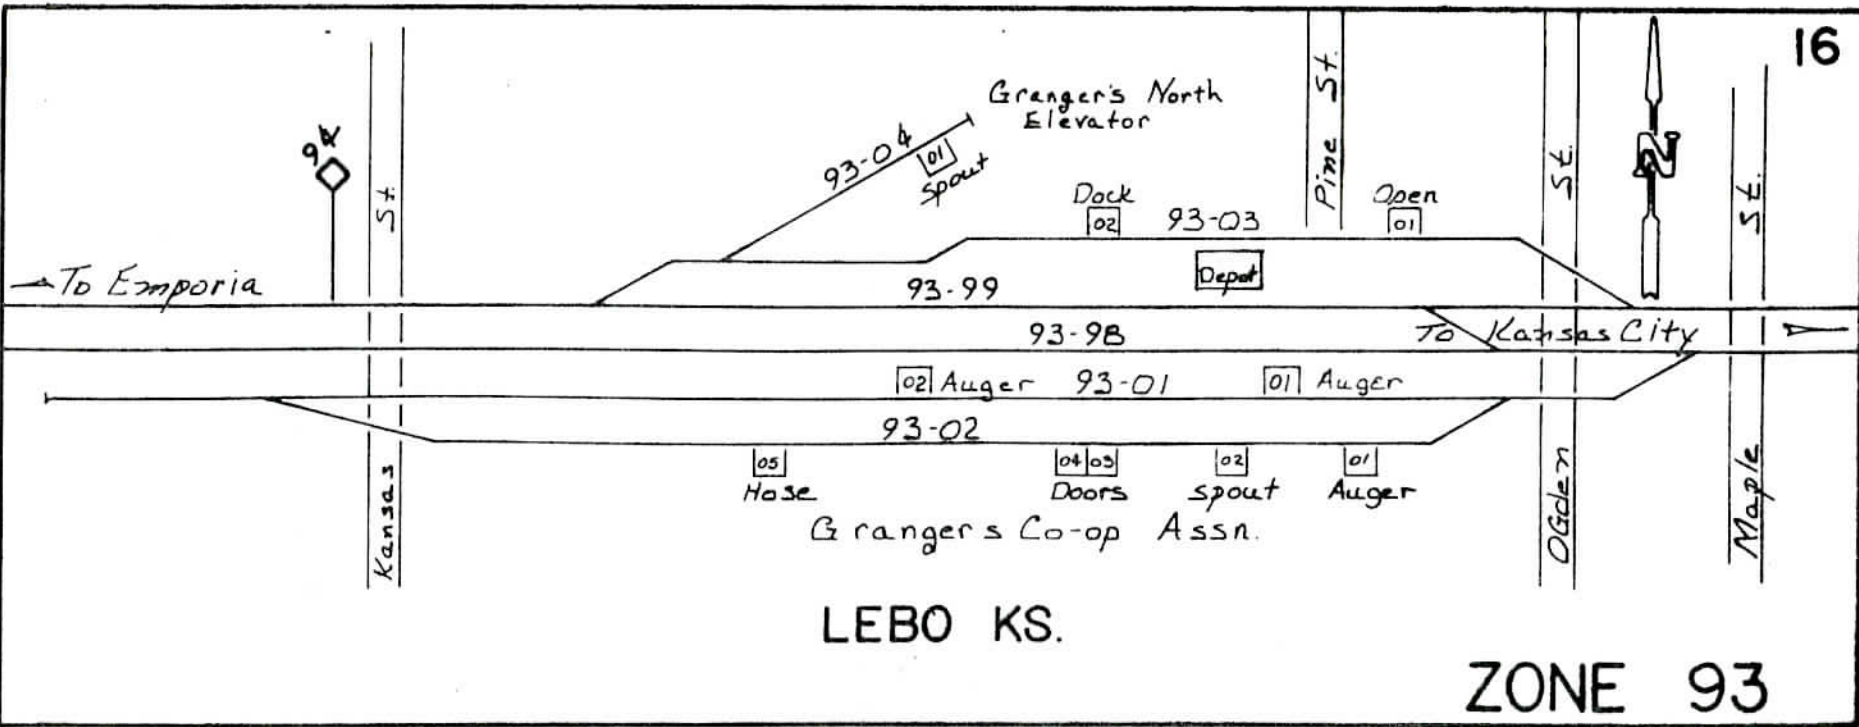 16
Granger's North
Elevator
94
93-04
01
Spout
St.
Pine St.
St.
St.
Dock
02
93-03
Open
01
N
To Emporia
Depot
93-99
93-98
To Kansas City
02 Auger
93-01
01 Auger
93-02
05
Hose
04 03
Doors
02
Spout
01
Auger
Kansas
OGden
Maple
Grangers Co-op Assn.
LEBO KS.
ZONE 93